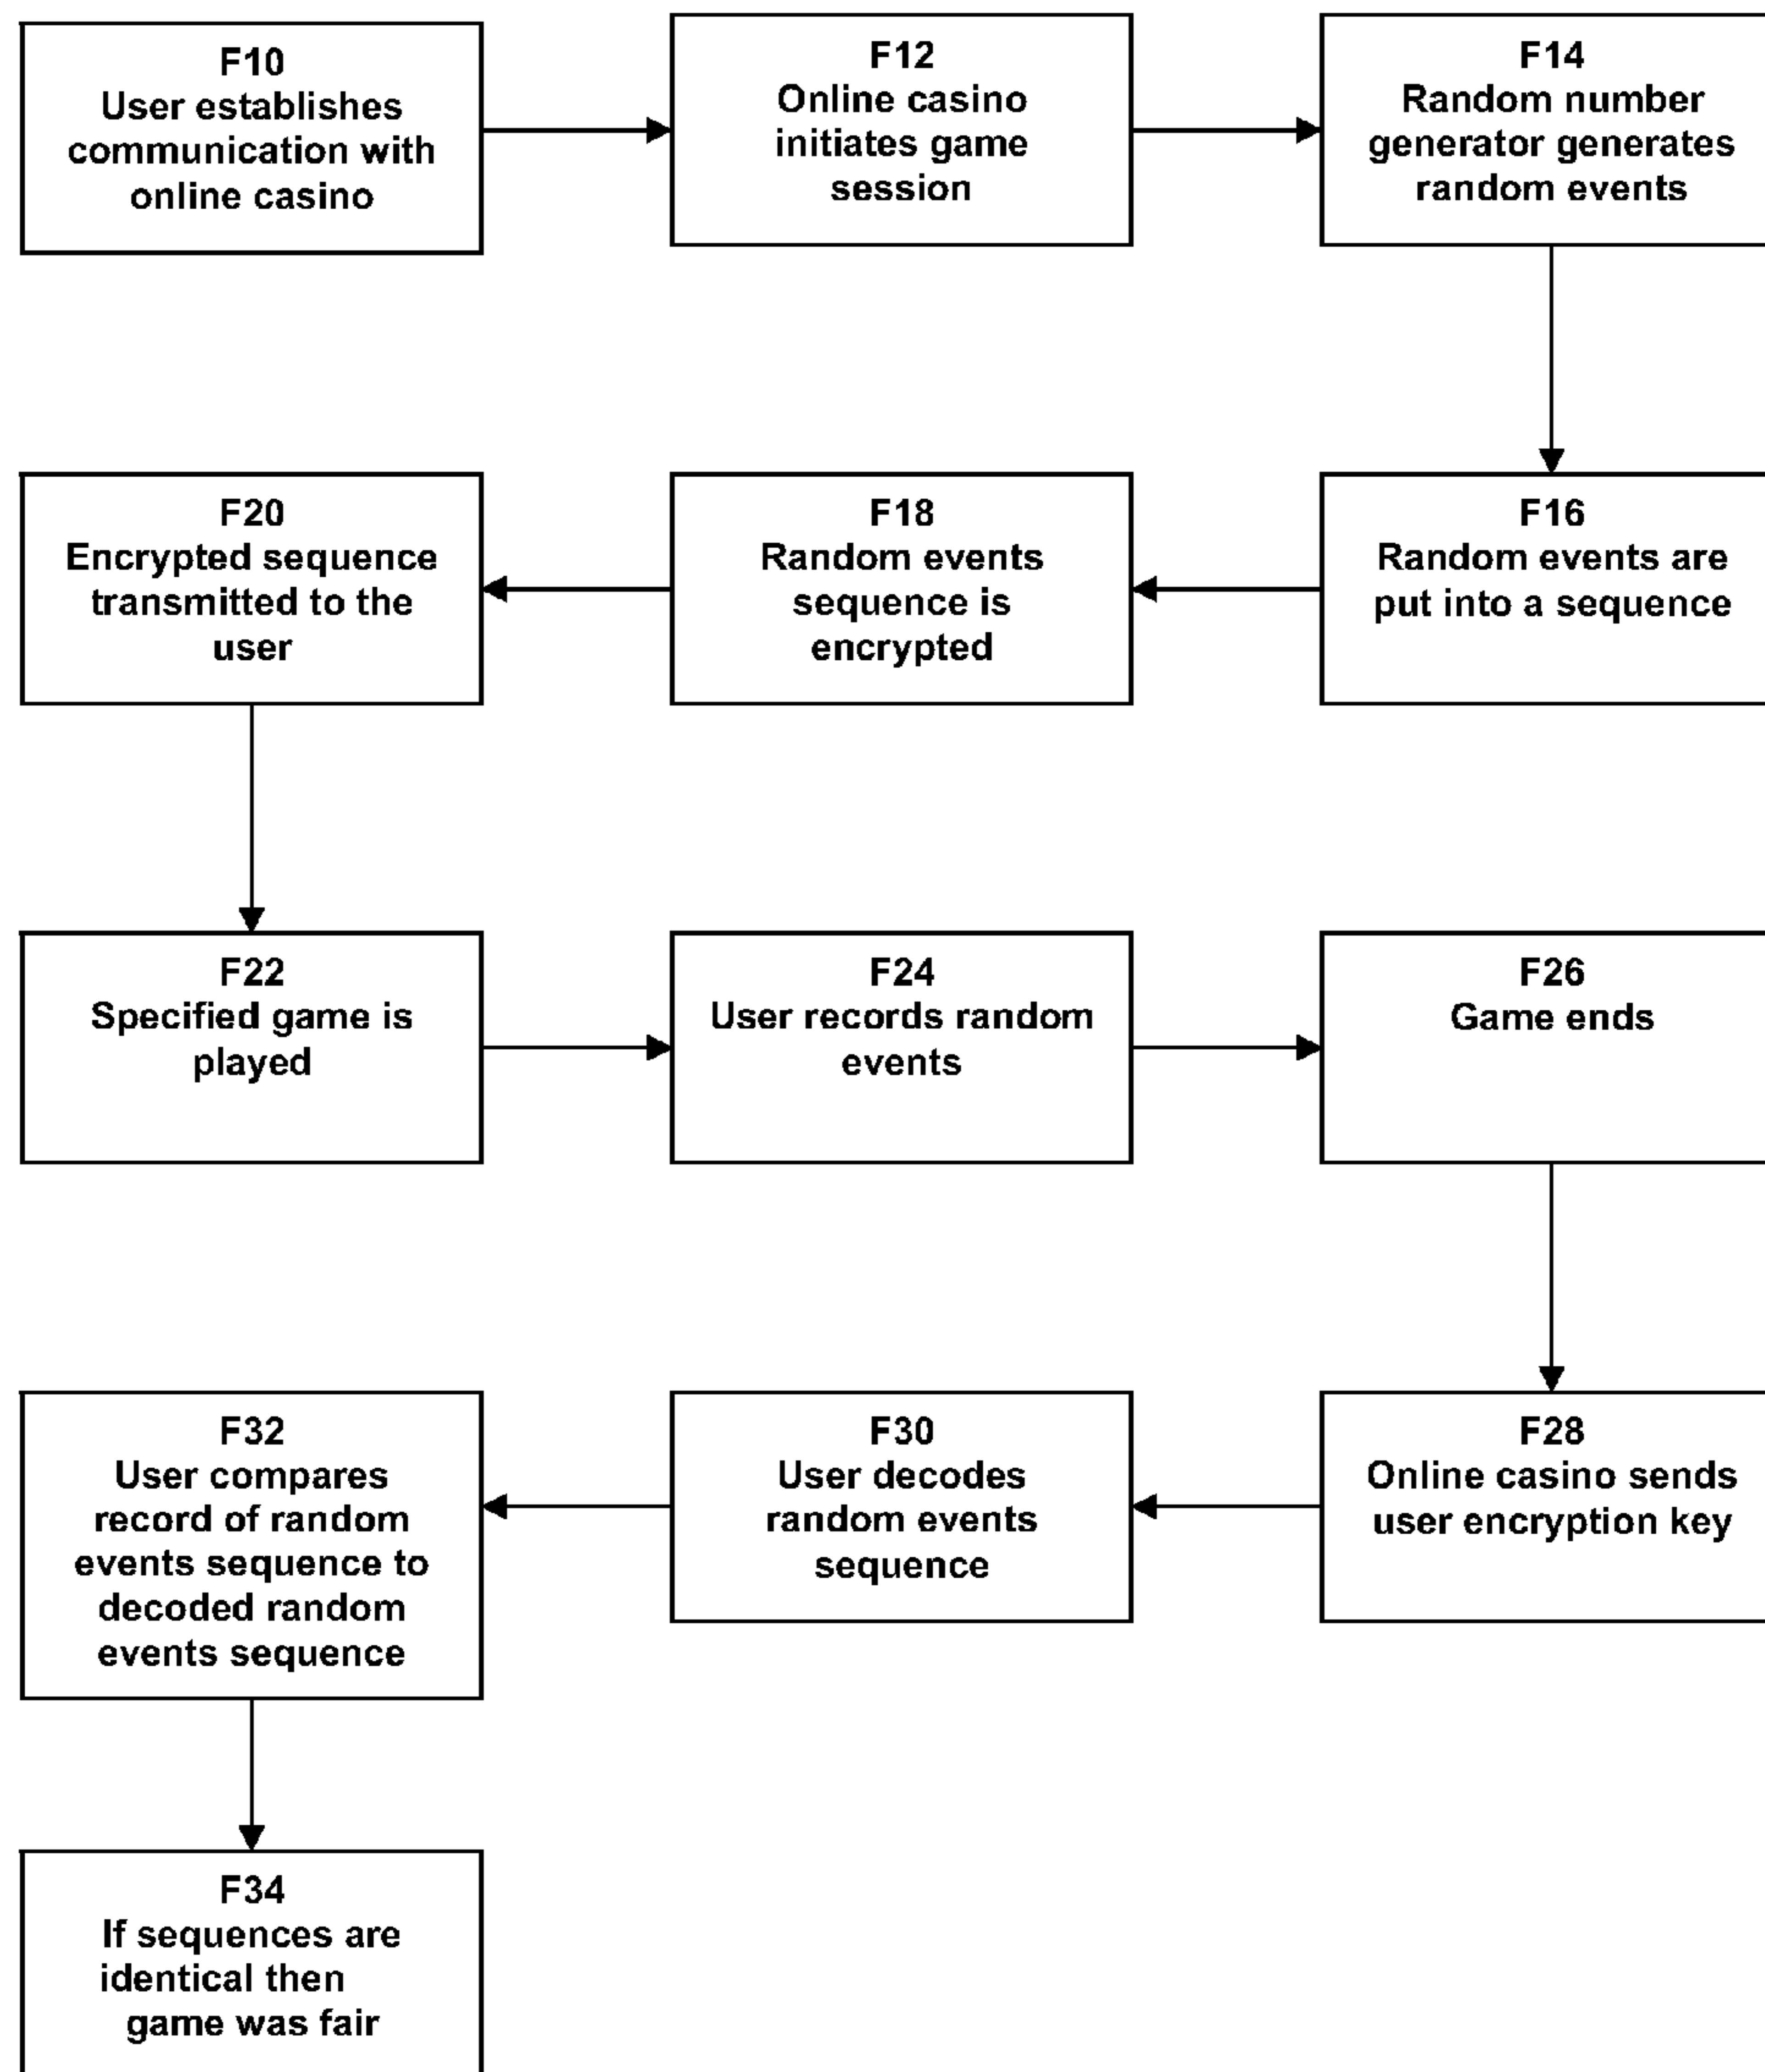 F10
User establishes
communication with
online casino
F12
Online casino
initiates game
session
F14
Random number
generator generates
random events
F16
Random events are
put into a sequence
F18
Random events
sequence is
encrypted
F20
Encrypted sequence
transmitted to the
user
F22
Specified game is
played
F24
User records random
events
F26
Game ends
F28
Online casino sends
user encryption key
F30
User decodes
random events
sequence
F32
User compares
record of random
events sequence to
decoded random
events sequence
F34
If sequences are
identical then
game was fair